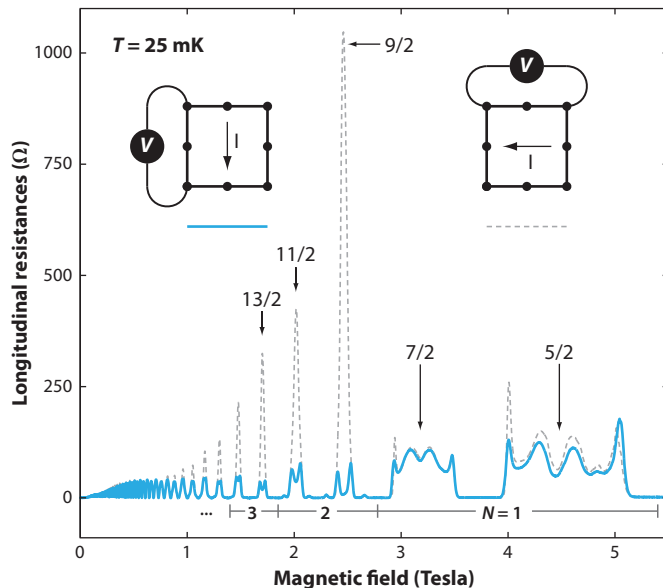 Longitudinal resistances (Ω)
1000
750
500
250
0
T = 25 mK
V
I
V
I
9/2
11/2
13/2
7/2
5/2
...
3
2
N = 1
0
1
2
3
4
5
Magnetic field (Tesla)